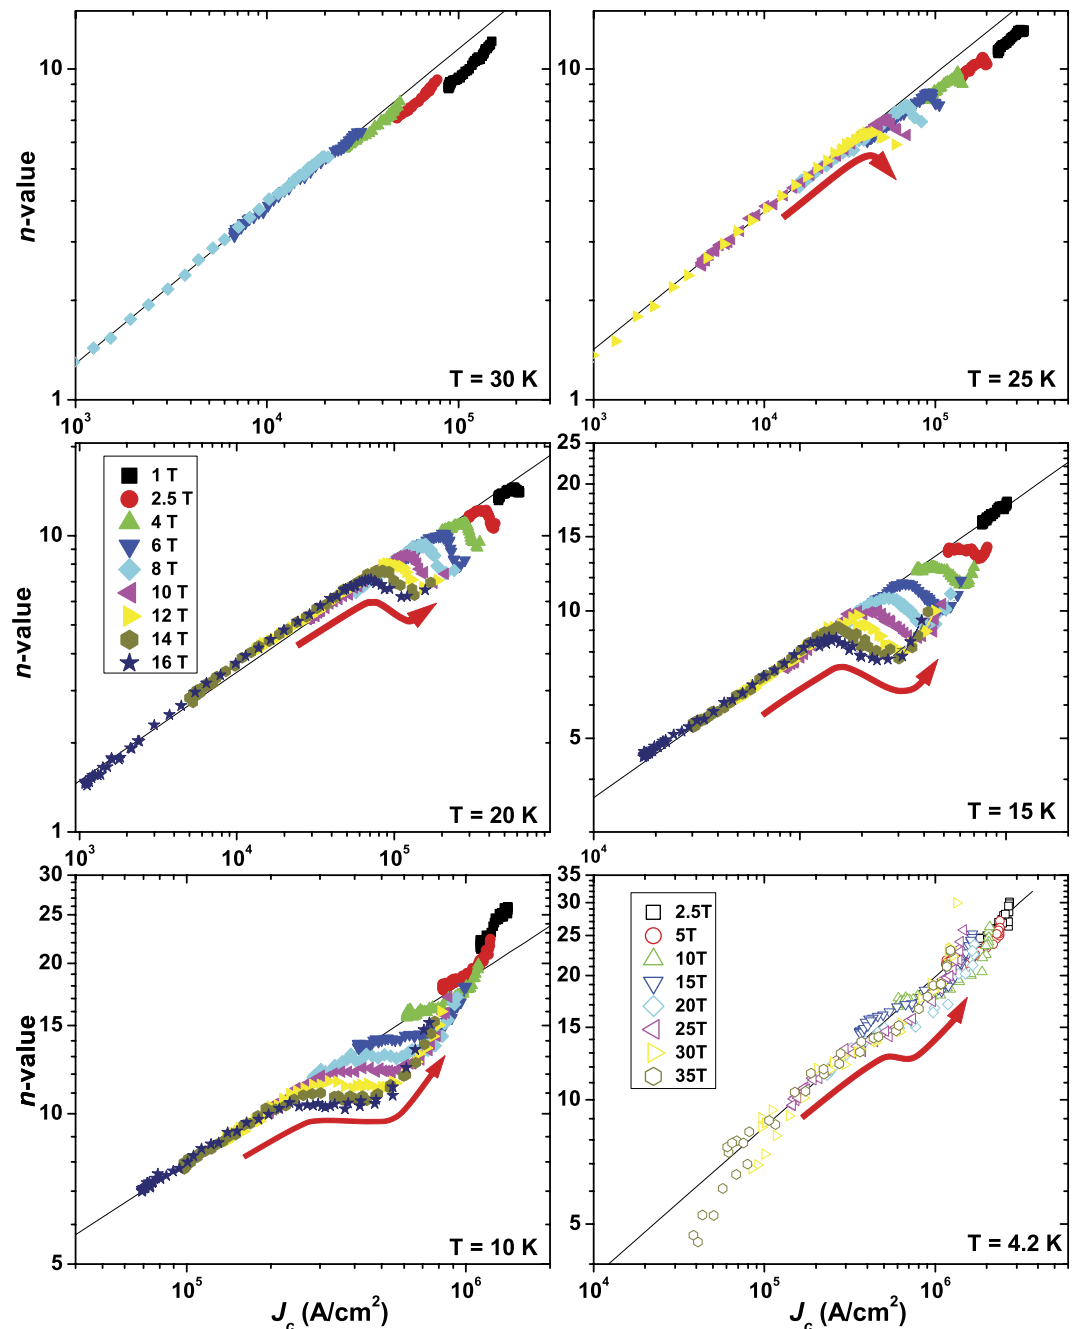 n-value
10
1
T = 30 K
10³
10⁴
10⁵
10
1
T = 25 K
10³
10⁴
10⁵
n-value
10
1
1 T
2.5 T
4 T
6 T
8 T
10 T
12 T
14 T
16 T
T = 20 K
10³
10⁴
10⁵
25
20
15
10
5
T = 15 K
10⁴
n-value
30
25
20
15
10
5
T = 10 K
10⁵
10⁶
J_c (A/cm²)
35
30
25
20
15
10
5
2.5T
5T
10T
15T
20T
25T
30T
35T
T = 4.2 K
10⁴
10⁵
10⁶
J_c (A/cm²)